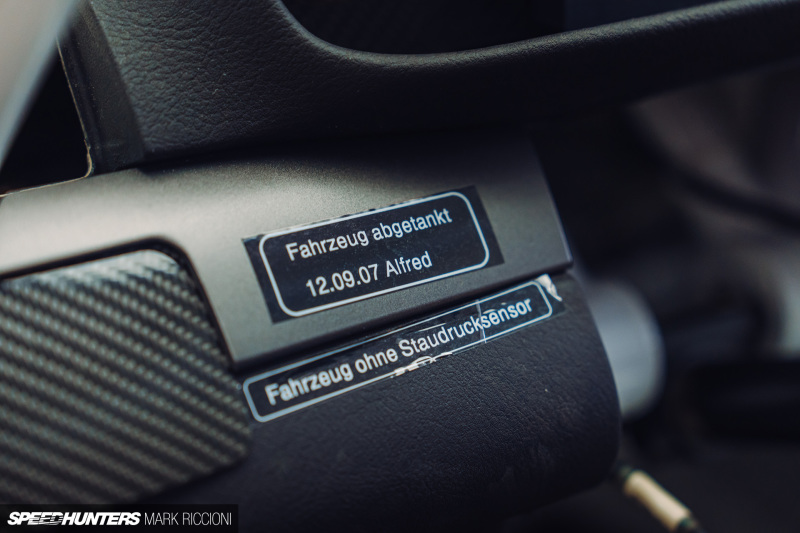 Fahrzeug abgetankt
12.09.07 Alfred
Fahrzeug ohne Staudrucksensor
SPEEDHUNTERS MARK RICCIONI